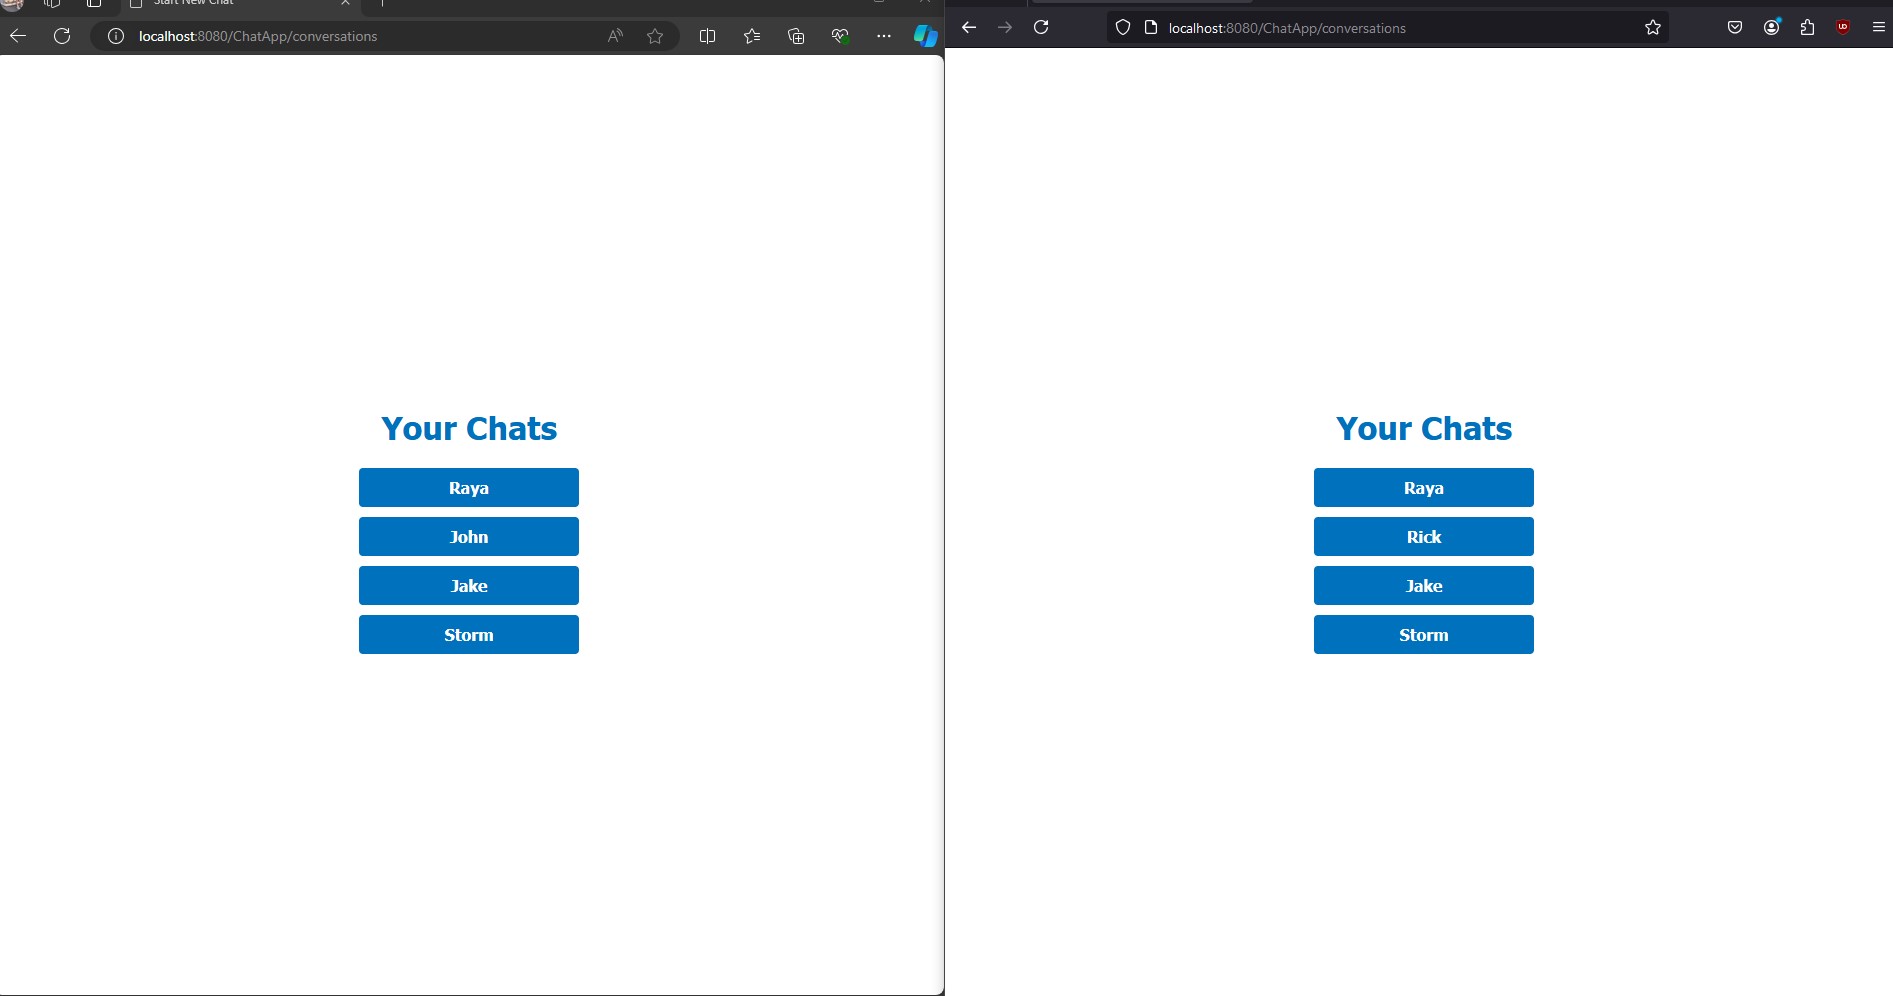 Start New Chat
localhost:8080/ChatApp/conversations
Your Chats
Raya
John
Jake
Storm
localhost:8080/ChatApp/conversations
Your Chats
Raya
Rick
Jake
Storm